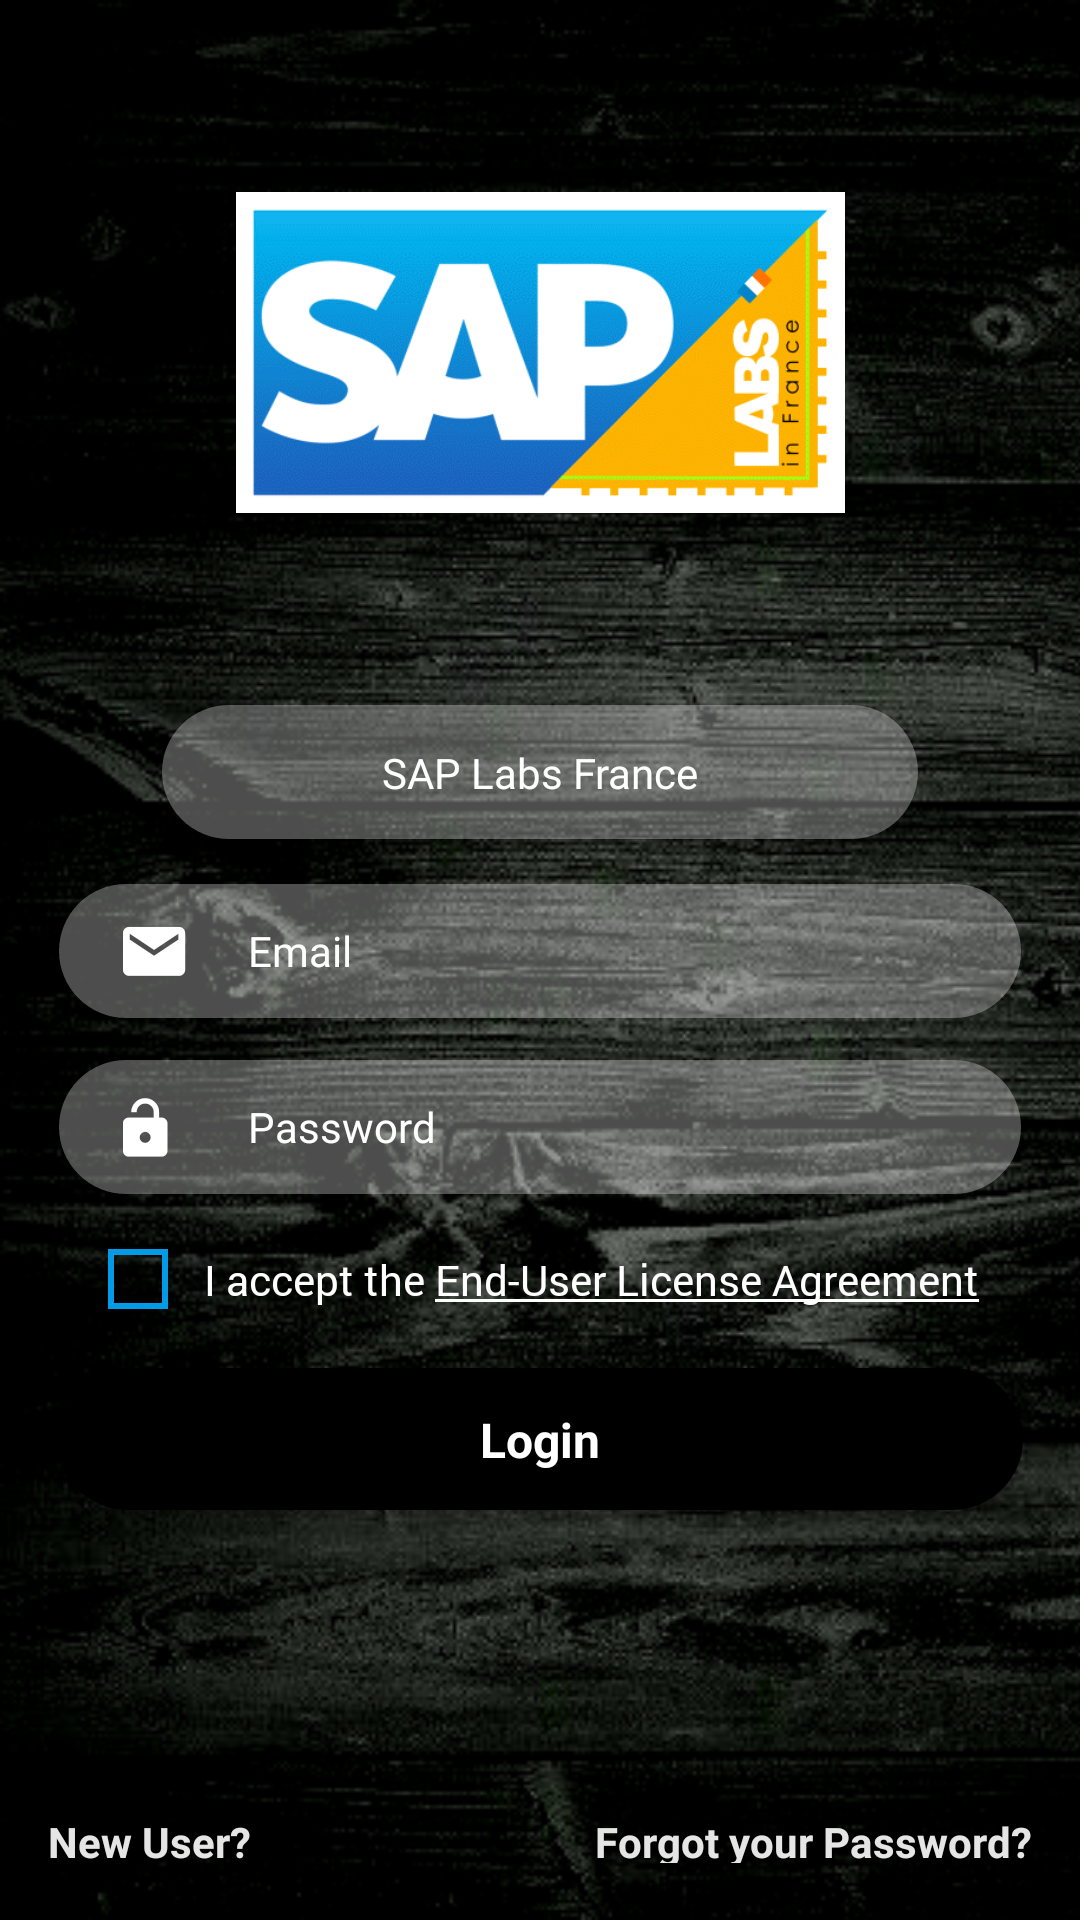 SAP
LABS
in France
SAP Labs France
Email
Password
I accept the End-User License Agreement
Login
New User?
Forgot your Password?